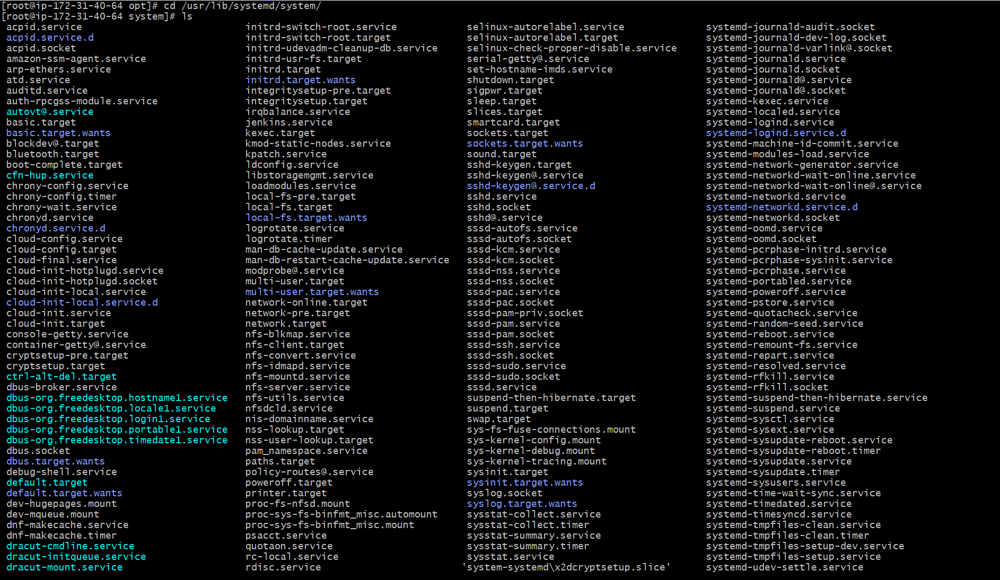 [root@ip-172-31-40-64 opt]# cd /usr/lib/systemd/system/
[root@ip-172-31-40-64 system]# ls
acpid.service initrd-switch-root.service selinux-autorelabel.service systemd-journald-audit.socket
acpid.service.d initrd-switch-root.target selinux-autorelabel.target systemd-journald-dev-log.socket
acpid.socket initrd-udevadm-cleanup-db.service selinux-check-proper-disable.service systemd-journald-varlink@.socket
amazon-ssm-agent.service initrd-usr-fs.target serial-getty@.service systemd-journald.service
arp-ethers.service initrd.target set-hostname-imds.service systemd-journald.socket
atd.service initrd.target.wants shutdown.target systemd-journald@.service
auditd.service integritysetup-pre.target sigpwr.target systemd-journald@.socket
auth-rpcgss-module.service integritysetup.target sleep.target systemd-kexec.service
autovt@.service irqbalance.service slices.target systemd-localed.service
basic.target jenkins.service smartcard.target systemd-logind.service
basic.target.wants kexec.target sockets.target systemd-logind.service.d
blockdev@.target kmod-static-nodes.service sockets.target.wants systemd-machine-id-commit.service
bluetooth.target kpatch.service sound.target systemd-modules-load.service
boot-complete.target ldconfig.service sshd-keygen.target systemd-network-generator.service
cfn-hup.service libstoragemgmt.service sshd-keygen@.service systemd-networkd-wait-online.service
chrony-config.service loadmodules.service sshd-keygen@.service.d systemd-networkd-wait-online@.service
chrony-config.timer local-fs-pre.target sshd.service systemd-networkd.service
chrony-wait.service local-fs.target sshd.socket systemd-networkd.service.d
chronyd.service local-fs.target.wants sshd@.service systemd-networkd.socket
chronyd.service.d logrotate.service sssd-autofs.service systemd-oomd.service
cloud-config.service logrotate.timer sssd-autofs.socket systemd-oomd.socket
cloud-config.target man-db-cache-update.service sssd-kcm.service systemd-pcrphase-initrd.service
cloud-final.service man-db-restart-cache-update.service sssd-kcm.socket systemd-pcrphase-sysinit.service
cloud-init-hotplugd.service modprobe@.service sssd-nss.service systemd-pcrphase.service
cloud-init-hotplugd.socket multi-user.target sssd-nss.socket systemd-portabled.service
cloud-init-local.service multi-user.target.wants sssd-pac.service systemd-poweroff.service
cloud-init-local.service.d network-online.target sssd-pac.socket systemd-pstore.service
cloud-init.service network-pre.target sssd-pam-priv.socket systemd-quotacheck.service
cloud-init.target network.target sssd-pam.service systemd-random-seed.service
console-getty.service nfs-blkmap.service sssd-pam.socket systemd-reboot.service
container-getty@.service nfs-client.target sssd-ssh.service systemd-remount-fs.service
cryptsetup-pre.target nfs-convert.service sssd-ssh.socket systemd-repart.service
cryptsetup.target nfs-idmapd.service sssd-sudo.service systemd-resolved.service
ctrl-alt-del.target nfs-mountd.service sssd-sudo.socket systemd-rfkill.service
dbus-broker.service nfs-server.service sssd.service systemd-rfkill.socket
dbus-org.freedesktop.hostname1.service nfs-utils.service suspend-then-hibernate.target systemd-suspend-then-hibernate.service
dbus-org.freedesktop.locale1.service nfsdcld.service suspend.target systemd-suspend.service
dbus-org.freedesktop.login1.service nis-domainname.service swap.target systemd-sysctl.service
dbus-org.freedesktop.portable1.service nss-lookup.target sys-fs-fuse-connections.mount systemd-sysext.service
dbus-org.freedesktop.timedate1.service nss-user-lookup.target sys-kernel-config.mount systemd-sysupdate-reboot.service
dbus.socket pam_namespace.service sys-kernel-debug.mount systemd-sysupdate-reboot.timer
dbus.target.wants paths.target sys-kernel-tracing.mount systemd-sysupdate.service
debug-shell.service policy-routes@.service sysinit.target systemd-sysupdate.timer
default.target poweroff.target sysinit.target.wants systemd-sysusers.service
default.target.wants printer.target syslog.socket systemd-time-wait-sync.service
dev-hugepages.mount proc-fs-nfsd.mount syslog.target.wants systemd-timedated.service
dev-mqueue.mount proc-sys-fs-binfmt_misc.automount sysstat-collect.service systemd-timesyncd.service
dnf-makecache.service proc-sys-fs-binfmt_misc.mount sysstat-collect.timer systemd-tmpfiles-clean.service
dnf-makecache.timer psacct.service sysstat-summary.service systemd-tmpfiles-clean.timer
dracut-cmdline.service quotaon.service sysstat-summary.timer systemd-tmpfiles-setup-dev.service
dracut-initqueue.service rc-local.service sysstat.service systemd-tmpfiles-setup.service
dracut-mount.service rdisc.service 'system-systemd\x2dcryptsetup.slice' systemd-udev-settle.service